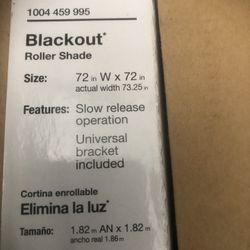 1004 459 995
Blackout*
Roller Shade
Size: 72 in W x 72 in
actual width 73.25 in
Features: Slow release
operation
Universal
bracket
included
Cortina enrollable
Elimina la luz*
Tamaño: 1.82 m AN x 1.82 m
ancho real 1.86 m